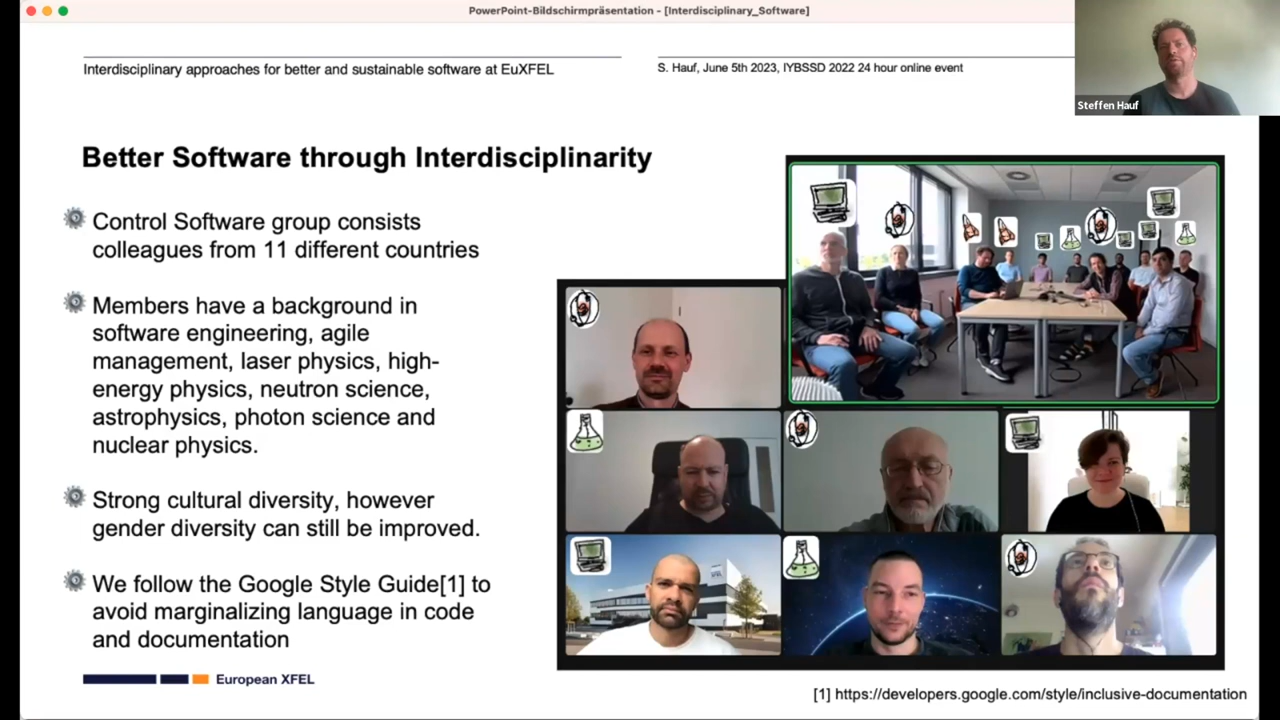 PowerPoint-Bildschirmpräsentation - [Interdisciplinary_Software]
Interdisciplinary approaches for better and sustainable software at EuXFEL
S. Hauf, June 5th 2023, IYBSSD 2022 24 hour online event
Steffen Hauf
Better Software through Interdisciplinarity
Control Software group consists
colleagues from 11 different countries
Members have a background in
software engineering, agile
management, laser physics, high-
energy physics, neutron science,
astrophysics, photon science and
nuclear physics.
Strong cultural diversity, however
gender diversity can still be improved.
We follow the Google Style Guide[1] to
avoid marginalizing language in code
and documentation
European XFEL
[1] https://developers.google.com/style/inclusive-documentation